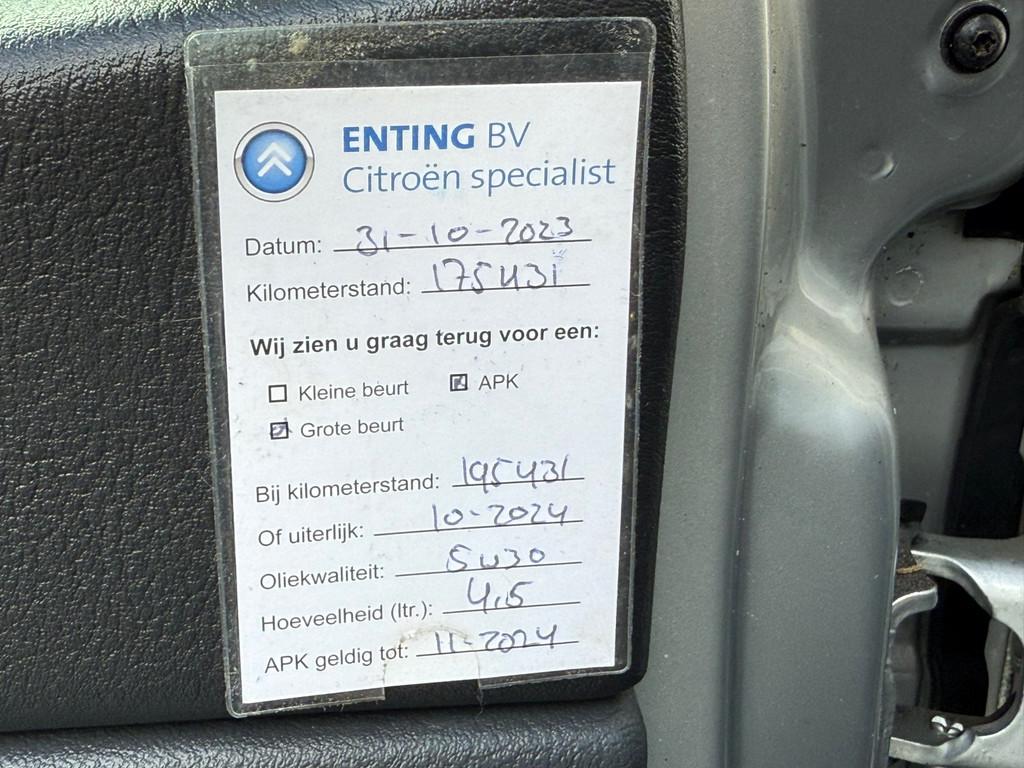 ENTING BV
Citroën specialist
Datum: 31-10-2023
Kilometerstand: 175431
Wij zien u graag terug voor een:
Kleine beurt APK
Grote beurt
Bij kilometerstand: 195431
Of uiterlijk: 10-2024
Oliekwaliteit: 5w30
Hoeveelheid (ltr.): 4,5
APK geldig tot: 11-2024